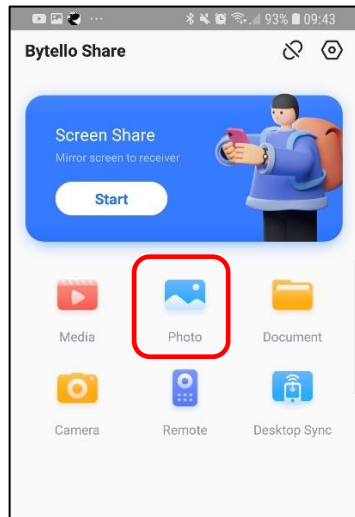 93% 09:43
Bytello Share
Screen Share
Mirror screen to receiver
Start
Media Photo Document
Camera Remote Desktop Sync